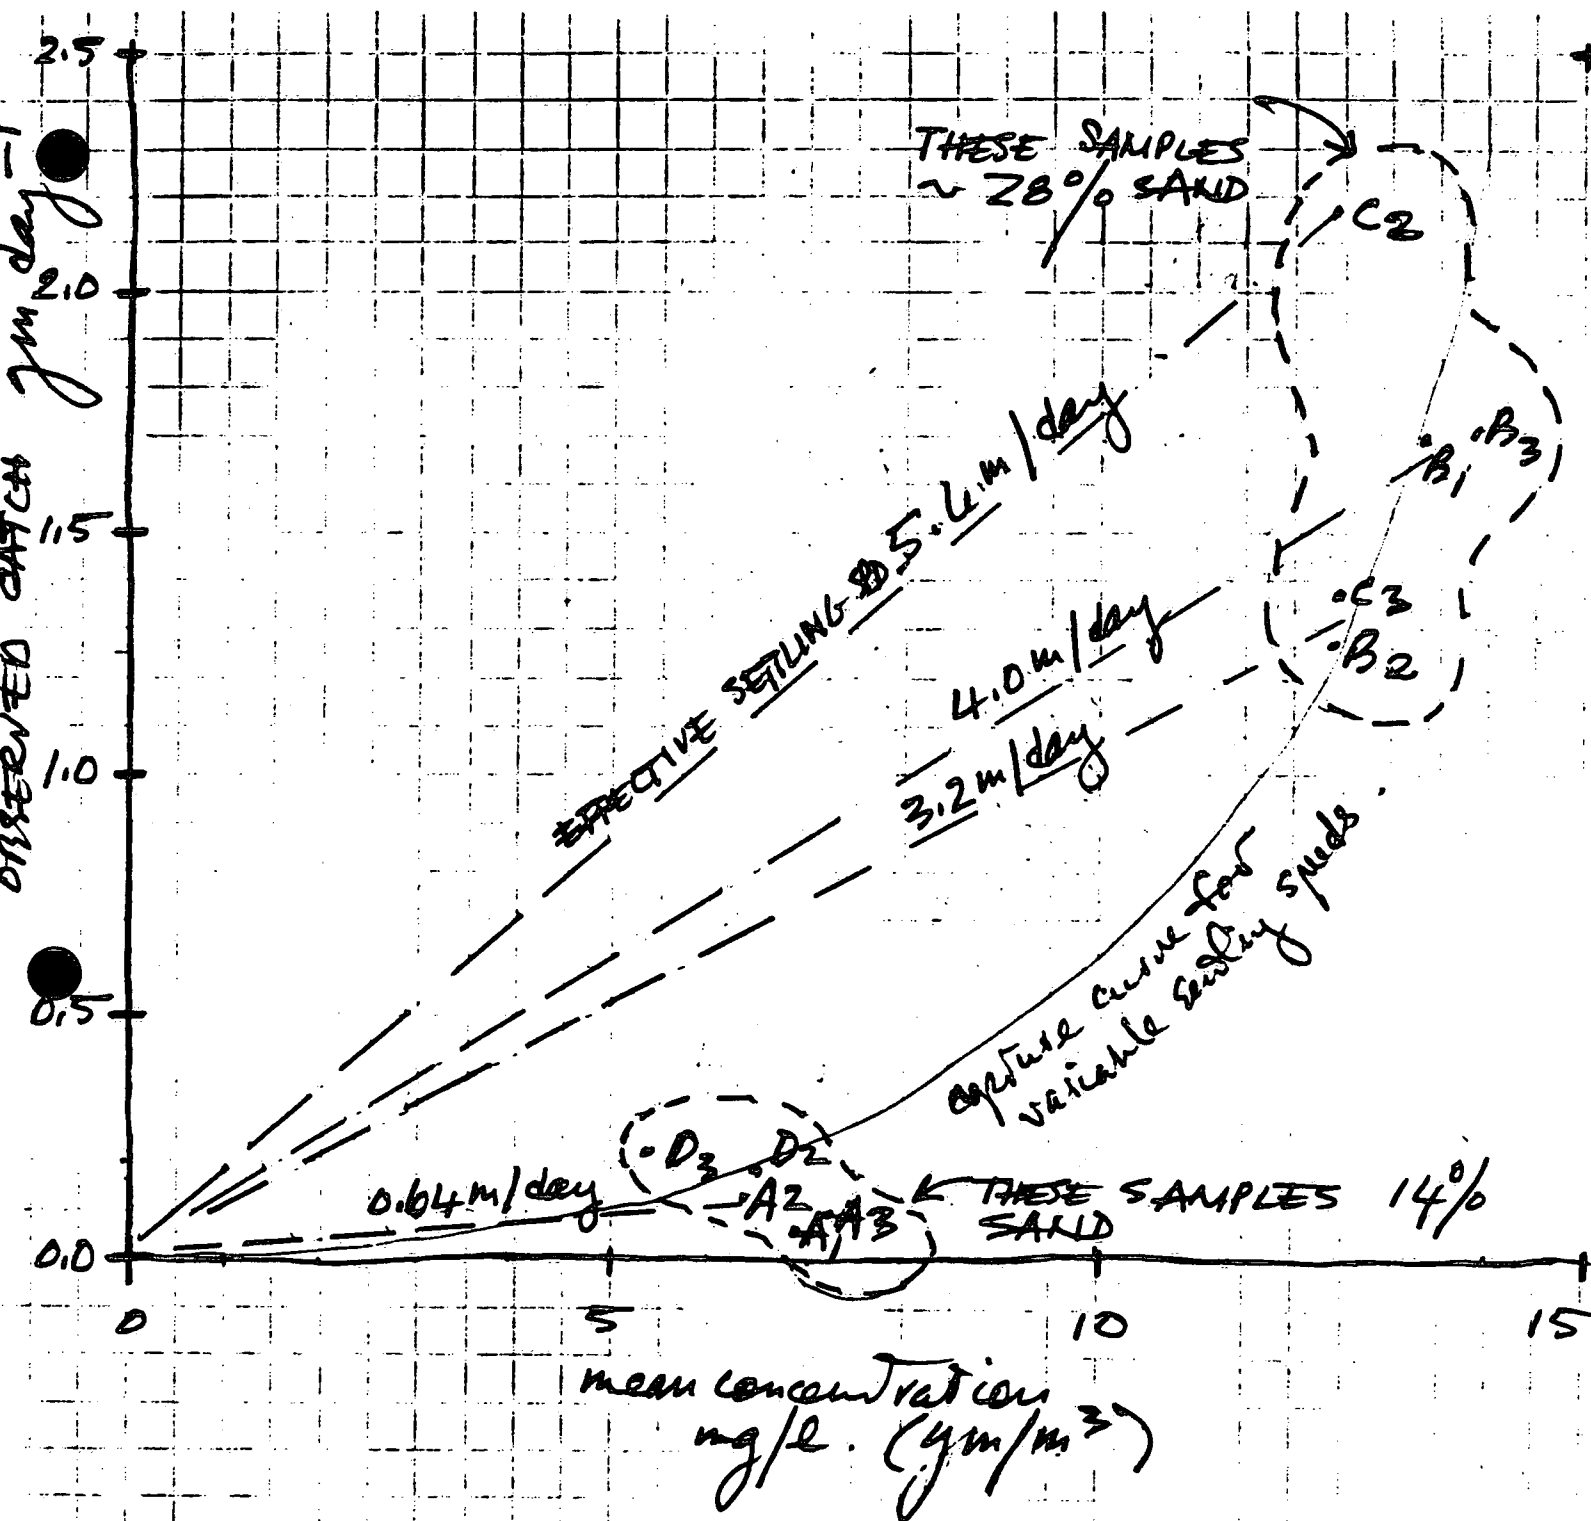 2.5
2.0
1.5
1.0
0.5
0.0
OBSERVED CATCH gm day-1
THESE SAMPLES
~ 28% SAND
C2
B1
B3
C3
B2
EFFECTIVE SETTLING 5.4 m/day
4.0 m/day
3.2 m/day
capture curve for
variable settling speeds.
D3
D2
0.64 m/day
A2
A1
A3
THESE SAMPLES 14%
SAND
0
5
10
15
mean concentration
mg/l. (gm/m3)